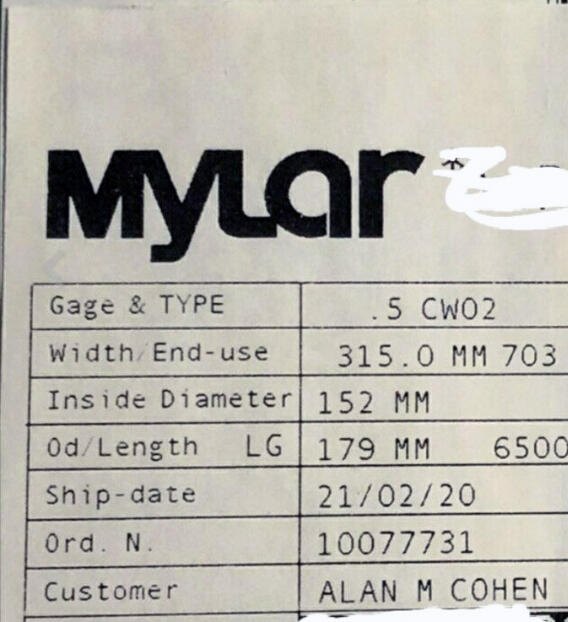 Mylar
Gage & TYPE .5 CW02
Width/End-use 315.0 MM 703
Inside Diameter 152 MM
Od/Length LG 179 MM 6500
Ship-date 21/02/20
Ord. N. 10077731
Customer ALAN M COHEN